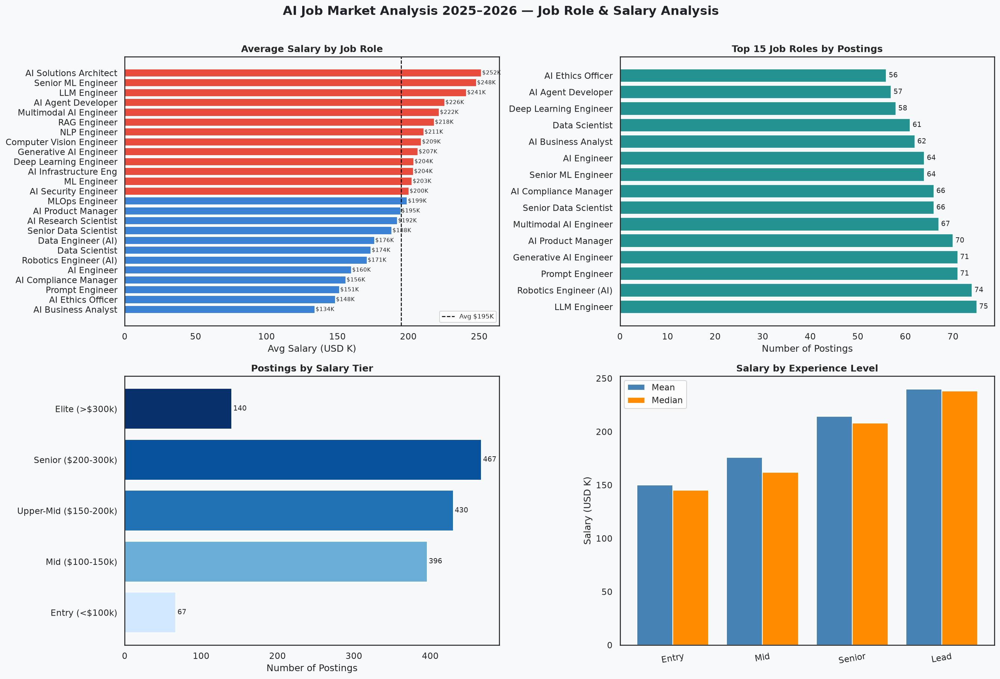 AI Job Market Analysis 2025–2026 — Job Role & Salary Analysis
Average Salary by Job Role
AI Solutions Architect $252K
Senior ML Engineer $248K
LLM Engineer $241K
AI Agent Developer $226K
Multimodal AI Engineer $222K
RAG Engineer $218K
NLP Engineer $211K
Computer Vision Engineer $209K
Generative AI Engineer $207K
Deep Learning Engineer $204K
AI Infrastructure Eng $204K
ML Engineer $203K
AI Security Engineer $200K
MLOps Engineer $199K
AI Product Manager $195K
AI Research Scientist $192K
Senior Data Scientist $188K
Data Engineer (AI) $176K
Data Scientist $174K
Robotics Engineer (AI) $171K
AI Engineer $160K
AI Compliance Manager $156K
Prompt Engineer $151K
AI Ethics Officer $148K
AI Business Analyst $134K
Avg $195K
0 50 100 150 200 250
Avg Salary (USD K)
Top 15 Job Roles by Postings
AI Ethics Officer 56
AI Agent Developer 57
Deep Learning Engineer 58
Data Scientist 61
AI Business Analyst 62
AI Engineer 64
Senior ML Engineer 64
AI Compliance Manager 66
Senior Data Scientist 66
Multimodal AI Engineer 67
AI Product Manager 70
Generative AI Engineer 71
Prompt Engineer 71
Robotics Engineer (AI) 74
LLM Engineer 75
0 10 20 30 40 50 60 70
Number of Postings
Postings by Salary Tier
Elite (>$300k) 140
Senior ($200-300k) 467
Upper-Mid ($150-200k) 430
Mid ($100-150k) 396
Entry (<$100k) 67
0 100 200 300 400
Number of Postings
Salary by Experience Level
Mean
Median
250
200
150
100
50
0
Salary (USD K)
Entry Mid Senior Lead